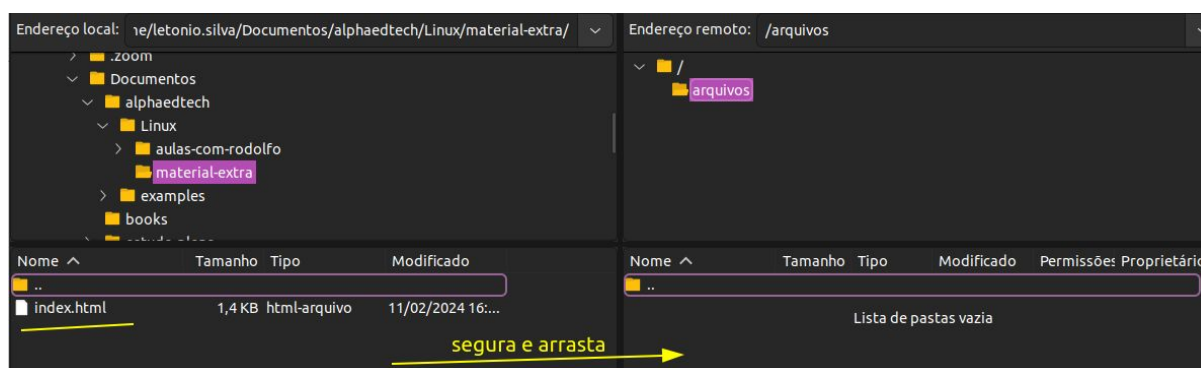 Endereço local: ne/letonio.silva/Documentos/alphaedtech/Linux/material-extra/
.zoom
Documentos
alphaedtech
Linux
aulas-com-rodolfo
material-extra
examples
books
Nome Tamanho Tipo Modificado
..
index.html 1,4 KB html-arquivo 11/02/2024 16:...
Endereço remoto: /arquivos
/
arquivos
Nome Tamanho Tipo Modificado Permissões Proprietário
..
Lista de pastas vazia
segura e arrasta